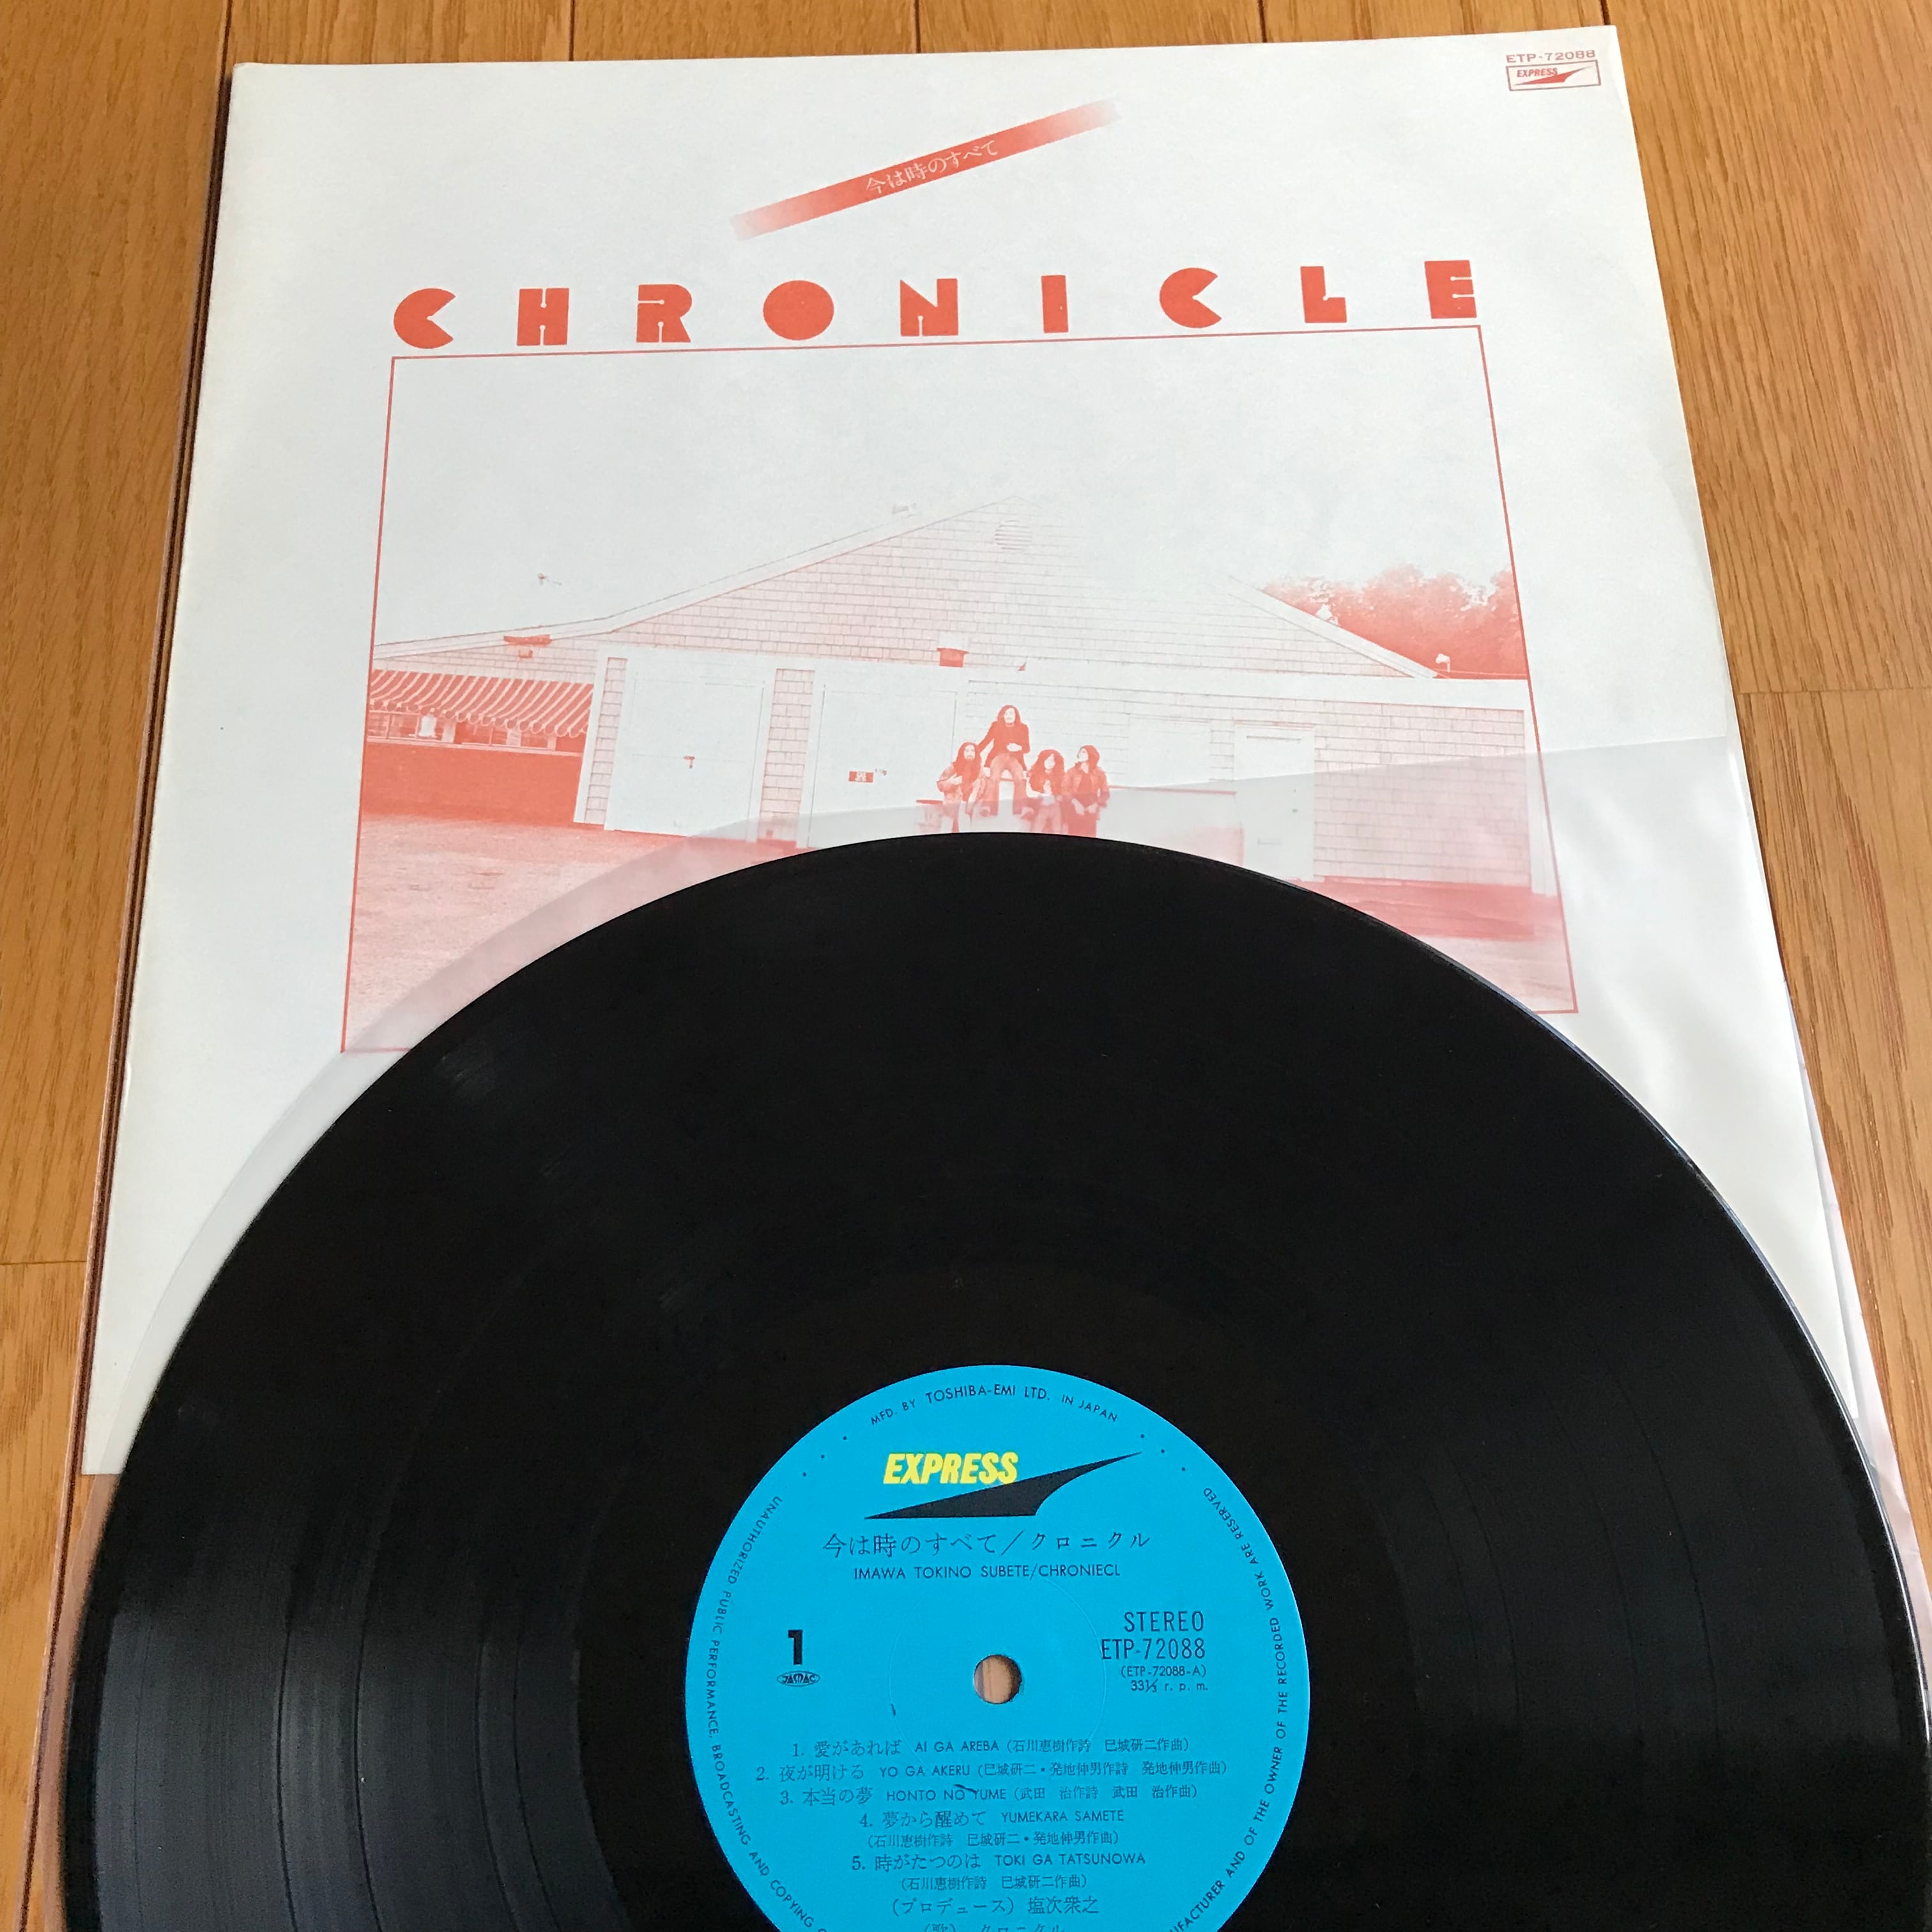 ETP-72088
EXPRESS
今は時のすべて
CHRONICLE
MFD. BY TOSHIBA-EMI LTD. IN JAPAN
EXPRESS
今は時のすべて/クロニクル
IMAWA TOKINO SUBETE/CHRONIECL
STEREO
1
ETP-72088
JASRAC
(ETP-72088-A)
33⅓ r. p. m.
1. 愛があれば AI GA AREBA (石川恵樹作詩 巳城研二作曲)
2. 夜が明ける YO GA AKERU (巳城研二・発地伸男作詩 発地伸男作曲)
3. 本当の夢 HONTO NO YUME (武田 治作詩 武田 治作曲)
4. 夢から醒めて YUMEKARA SAMETE
(石川恵樹作詩 巳城研二・発地伸男作曲)
5. 時がたつのは TOKI GA TATSUNOWA
(石川恵樹作詩 巳城研二作曲)
(プロデュース) 塩次衆之
(歌) クロニクル
UNAUTHORIZED PUBLIC PERFORMANCE, BROADCASTING AND COPYING
MANUFACTURER AND OF THE OWNER OF THE RECORDED WORK ARE RESERVED